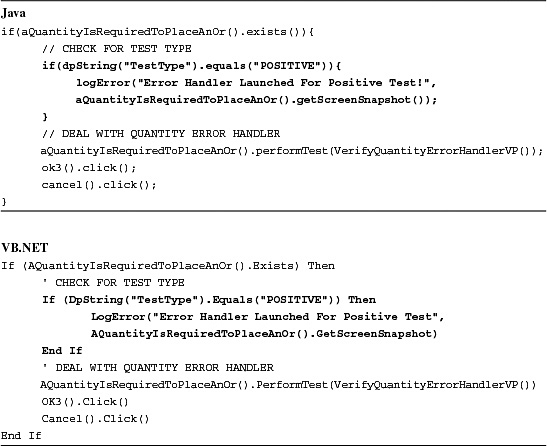 Java
if(aQuantityIsRequiredToPlaceAnOr().exists()){
// CHECK FOR TEST TYPE
if(dpString("TestType").equals("POSITIVE")){
logError("Error Handler Launched For Positive Test!",
aQuantityIsRequiredToPlaceAnOr().getScreenSnapshot());
}
// DEAL WITH QUANTITY ERROR HANDLER
aQuantityIsRequiredToPlaceAnOr().performTest(VerifyQuantityErrorHandlerVP());
ok3().click();
cancel().click();
}
VB.NET
If (AQuantityIsRequiredToPlaceAnOr().Exists) Then
' CHECK FOR TEST TYPE
If (DpString("TestType").Equals("POSITIVE")) Then
LogError("Error Handler Launched For Positive Test",
AQuantityIsRequiredToPlaceAnOr().GetScreenSnapshot)
End If
' DEAL WITH QUANTITY ERROR HANDLER
AQuantityIsRequiredToPlaceAnOr().PerformTest(VerifyQuantityErrorHandlerVP())
OK3().Click()
Cancel().Click()
End If